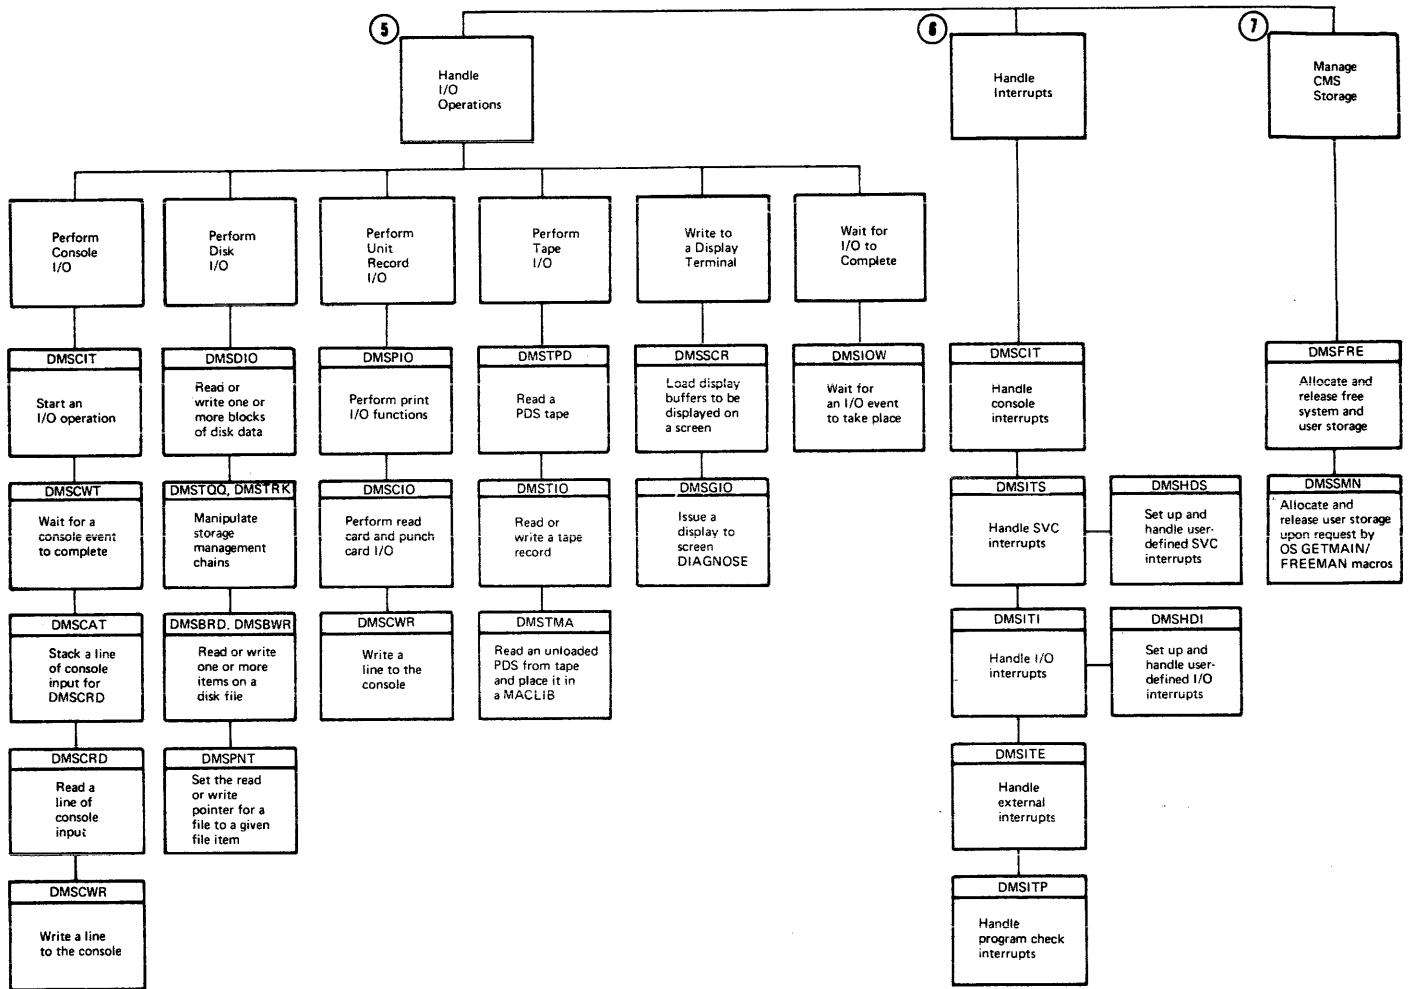 5
Handle
I/O
Operations
6
Handle
Interrupts
7
Manage
CMS
Storage
Perform
Console
I/O
Perform
Disk
I/O
Perform
Unit
Record
I/O
Perform
Tape
I/O
Write to
a Display
Terminal
Wait for
I/O to
Complete
DMSCIT
Start an
I/O operation
DMSCWT
Wait for a
console event
to complete
DMSCAT
Stack a line
of console
input for
DMSCRD
DMSCRD
Read a
line of
console
input
DMSCWR
Write a line
to the console
DMSDIO
Read or
write one or
more blocks
of disk data
DMSTQQ, DMSTRK
Manipulate
storage
management
chains
DMSBRD, DMSBWR
Read or write
one or more
items on a
disk file
DMSPNT
Set the read
or write
pointer for a
file to a given
file item
DMSPIO
Perform print
I/O functions
DMSCIO
Perform read
card and punch
card I/O
DMSCWR
Write a
line to the
console
DMSTPD
Read a
PDS tape
DMSTIO
Read or
write a tape
record
DMSTMA
Read an unloaded
PDS from tape
and place it in
a MACLIB
DMSSCR
Load display
buffers to be
displayed on
a screen
DMSGIO
Issue a
display to
screen
DIAGNOSE
DMSIOW
Wait for
an I/O event
to take place
DMSCIT
Handle
console
interrupts
DMSITS
Handle SVC
interrupts
DMSHDS
Set up and
handle user-
defined SVC
interrupts
DMSITI
Handle I/O
interrupts
DMSHDI
Set up and
handle user-
defined I/O
interrupts
DMSITE
Handle
external
interrupts
DMSITP
Handle
program check
interrupts
DMSFRE
Allocate and
release free
system and
user storage
DMSSMN
Allocate and
release user storage
upon request by
OS GETMAIN/
FREEMAN macros